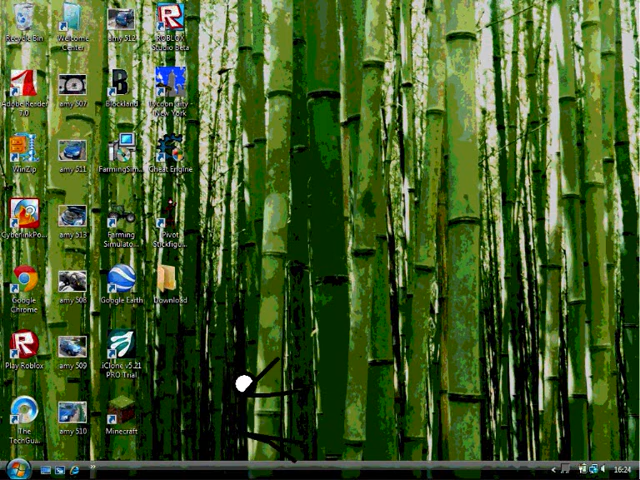 Recycle Bin
Welcome
Center
amy 512
ROBLOX
Studio Beta
Adobe Reader
7.0
amy 507
Blockland
Tycoon City -
New York
WinZip
amy 511
FarmingSim...
Cheat Engine
CyberlinkPo...
amy 513
Farming
Simulato...
Pivot
Stickfigu...
Google
Chrome
amy 508
Google Earth
Download
Play Roblox
amy 509
iClone v5.21
PRO Trial
The
TechGu...
amy 510
Minecraft
16:24